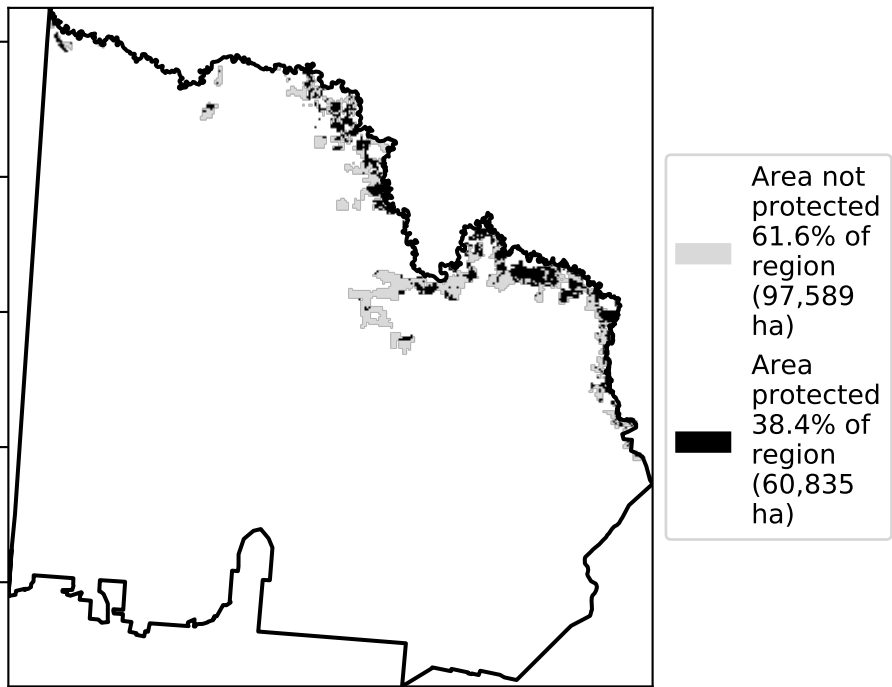 Area not
protected
61.6% of
region
(97,589
ha)
Area
protected
38.4% of
region
(60,835
ha)